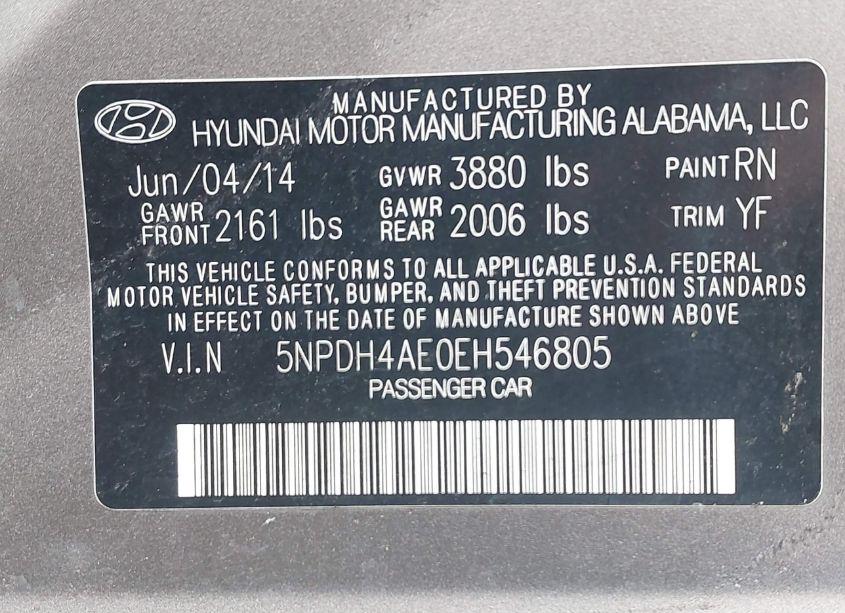 MANUFACTURED BY
HYUNDAI MOTOR MANUFACTURING ALABAMA, LLC
Jun/04/14 GVWR 3880 lbs PAINT RN
GAWR FRONT 2161 lbs GAWR REAR 2006 lbs TRIM YF
THIS VEHICLE CONFORMS TO ALL APPLICABLE U.S.A. FEDERAL
MOTOR VEHICLE SAFETY, BUMPER, AND THEFT PREVENTION STANDARDS
IN EFFECT ON THE DATE OF MANUFACTURE SHOWN ABOVE
V.I.N 5NPDH4AE0EH546805
PASSENGER CAR